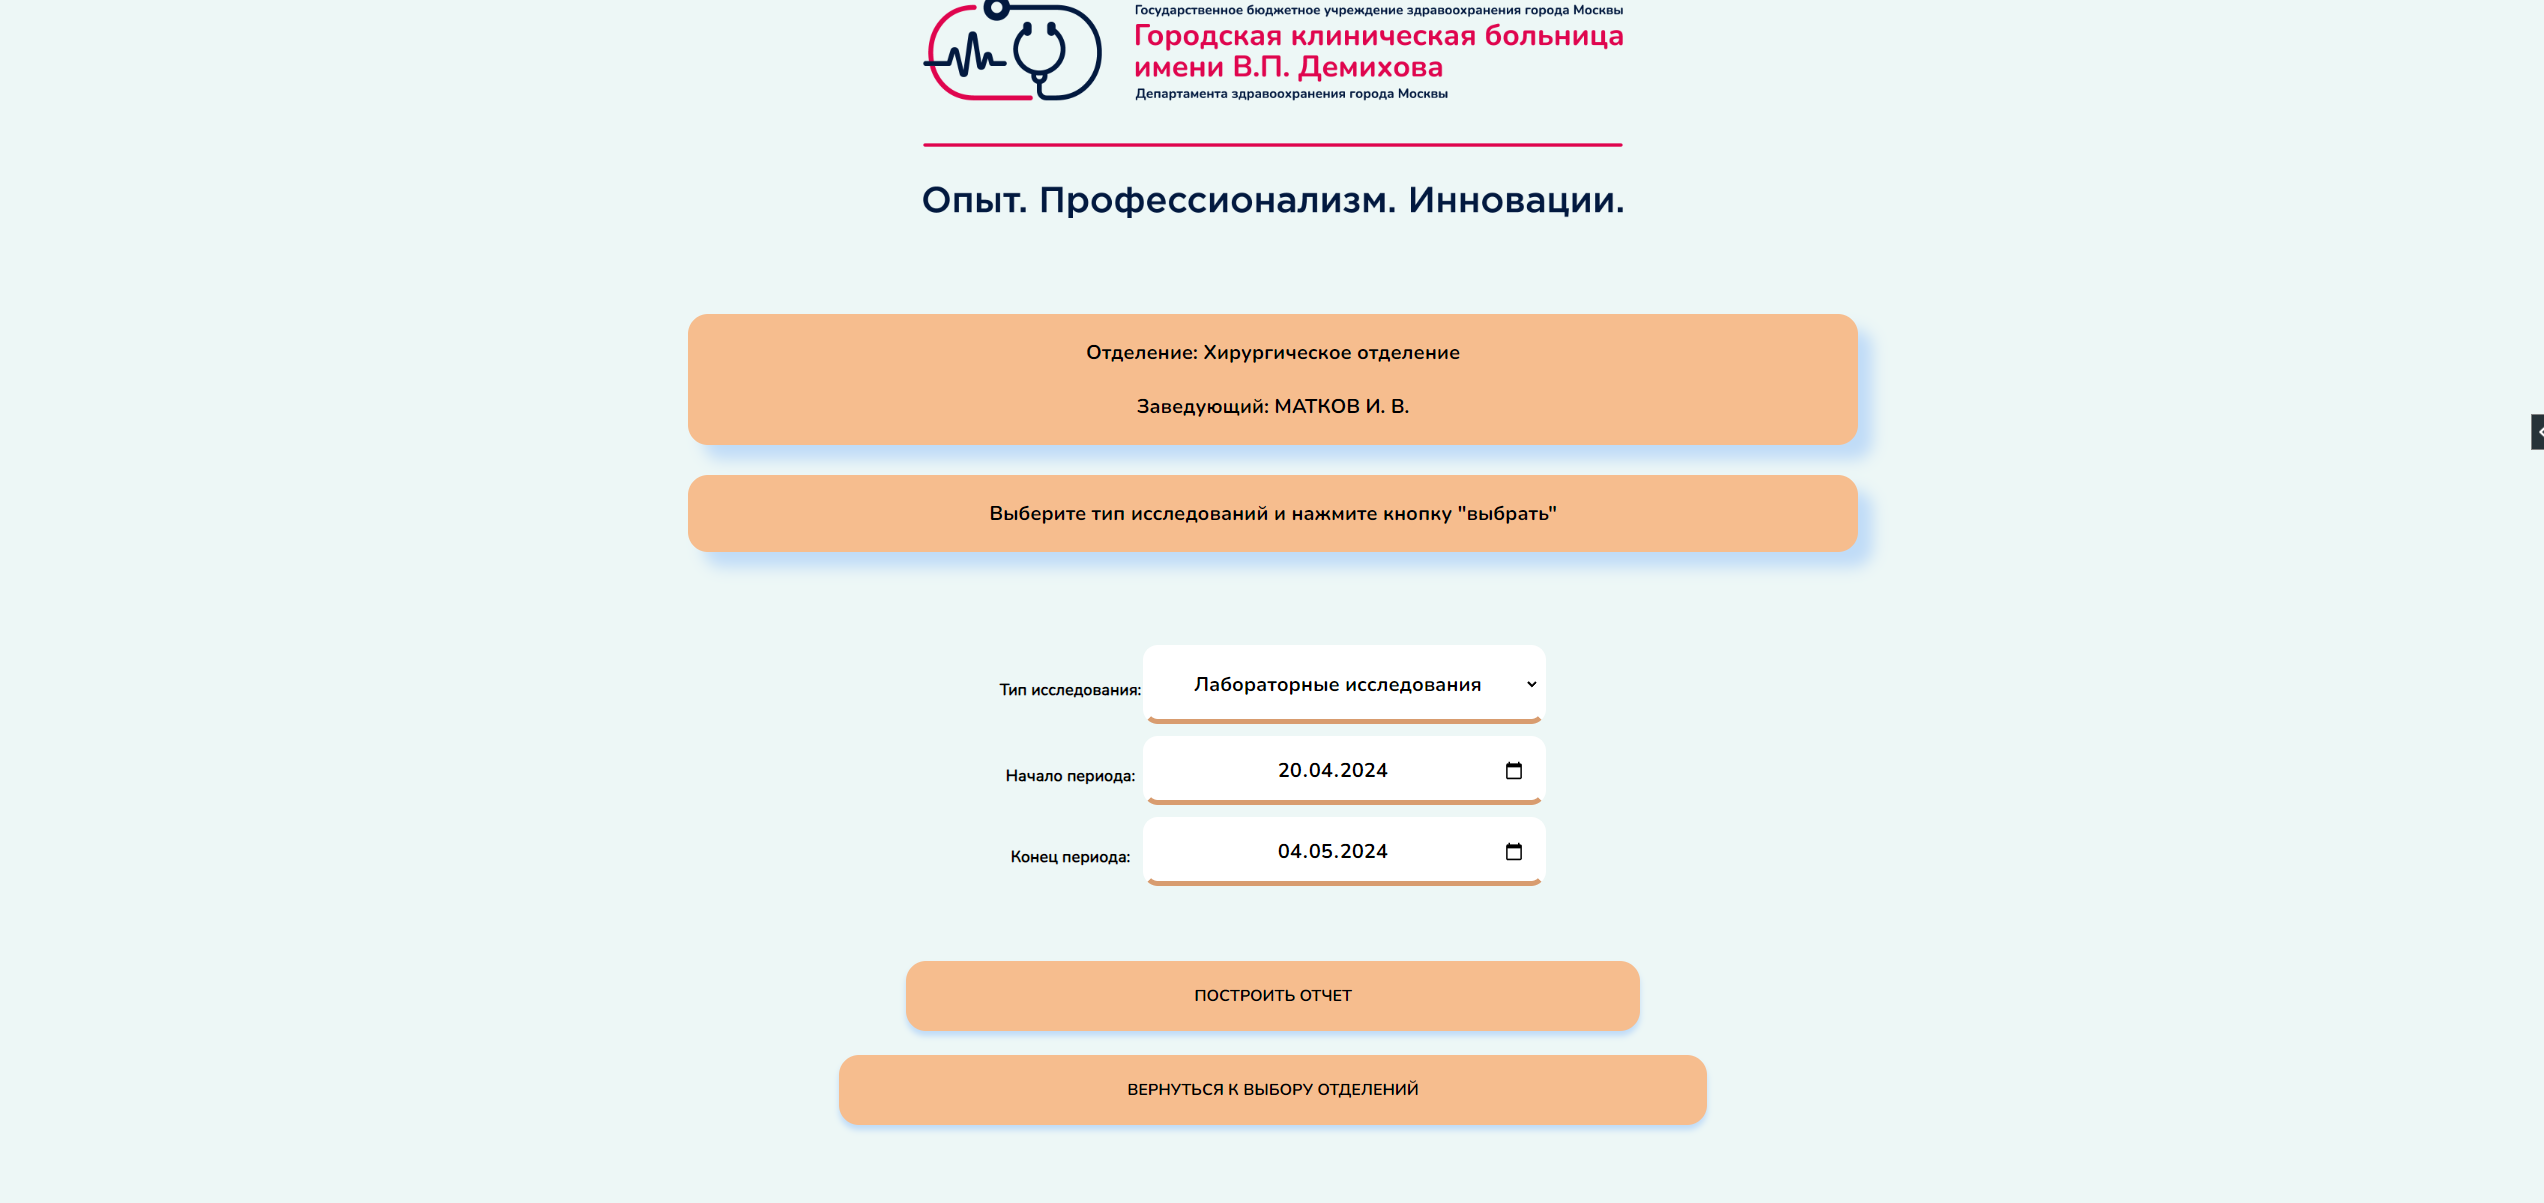 Государственное бюджетное учреждение здравоохранения города Москвы
Городская клиническая больница
имени В.П. Демихова
Департамента здравоохранения города Москвы
Опыт. Профессионализм. Инновации.
Отделение: Хирургическое отделение
Заведующий: МАТКОВ И. В.
Выберите тип исследований и нажмите кнопку "выбрать"
Тип исследования: Лабораторные исследования
Начало периода: 20.04.2024
Конец периода: 04.05.2024
ПОСТРОИТЬ ОТЧЕТ
ВЕРНУТЬСЯ К ВЫБОРУ ОТДЕЛЕНИЙ